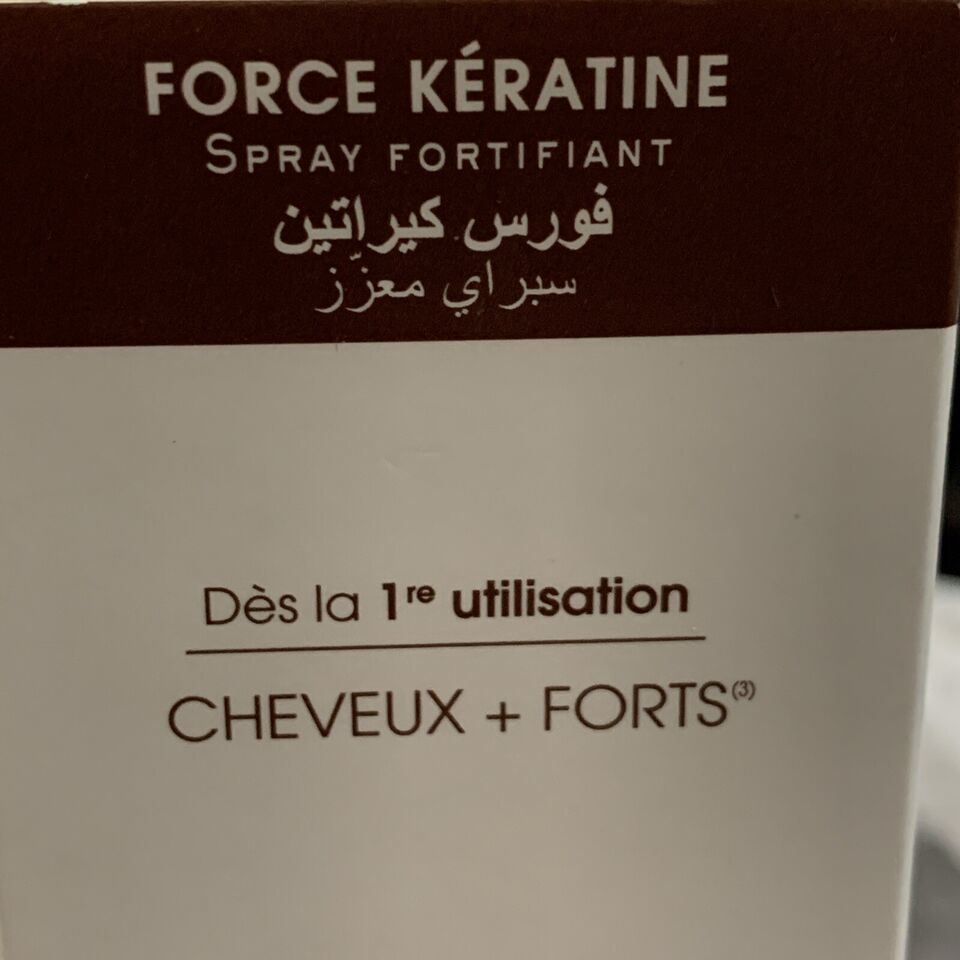 FORCE KÉRATINE
SPRAY FORTIFIANT
فورس كيراتين
سبراي معزّز
Dès la 1re utilisation
CHEVEUX + FORTS(3)